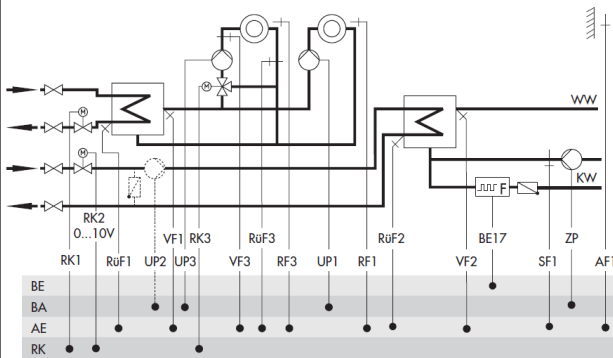 WW
KW
F
M
M
M
RK2
0...10V
VF1 RK3 RüF3 RüF2 BE17 ZP
RK1 RüF1 UP2 UP3 VF3 RF3 UP1 RF1 VF2 SF1 AF1
BE
BA
AE
RK